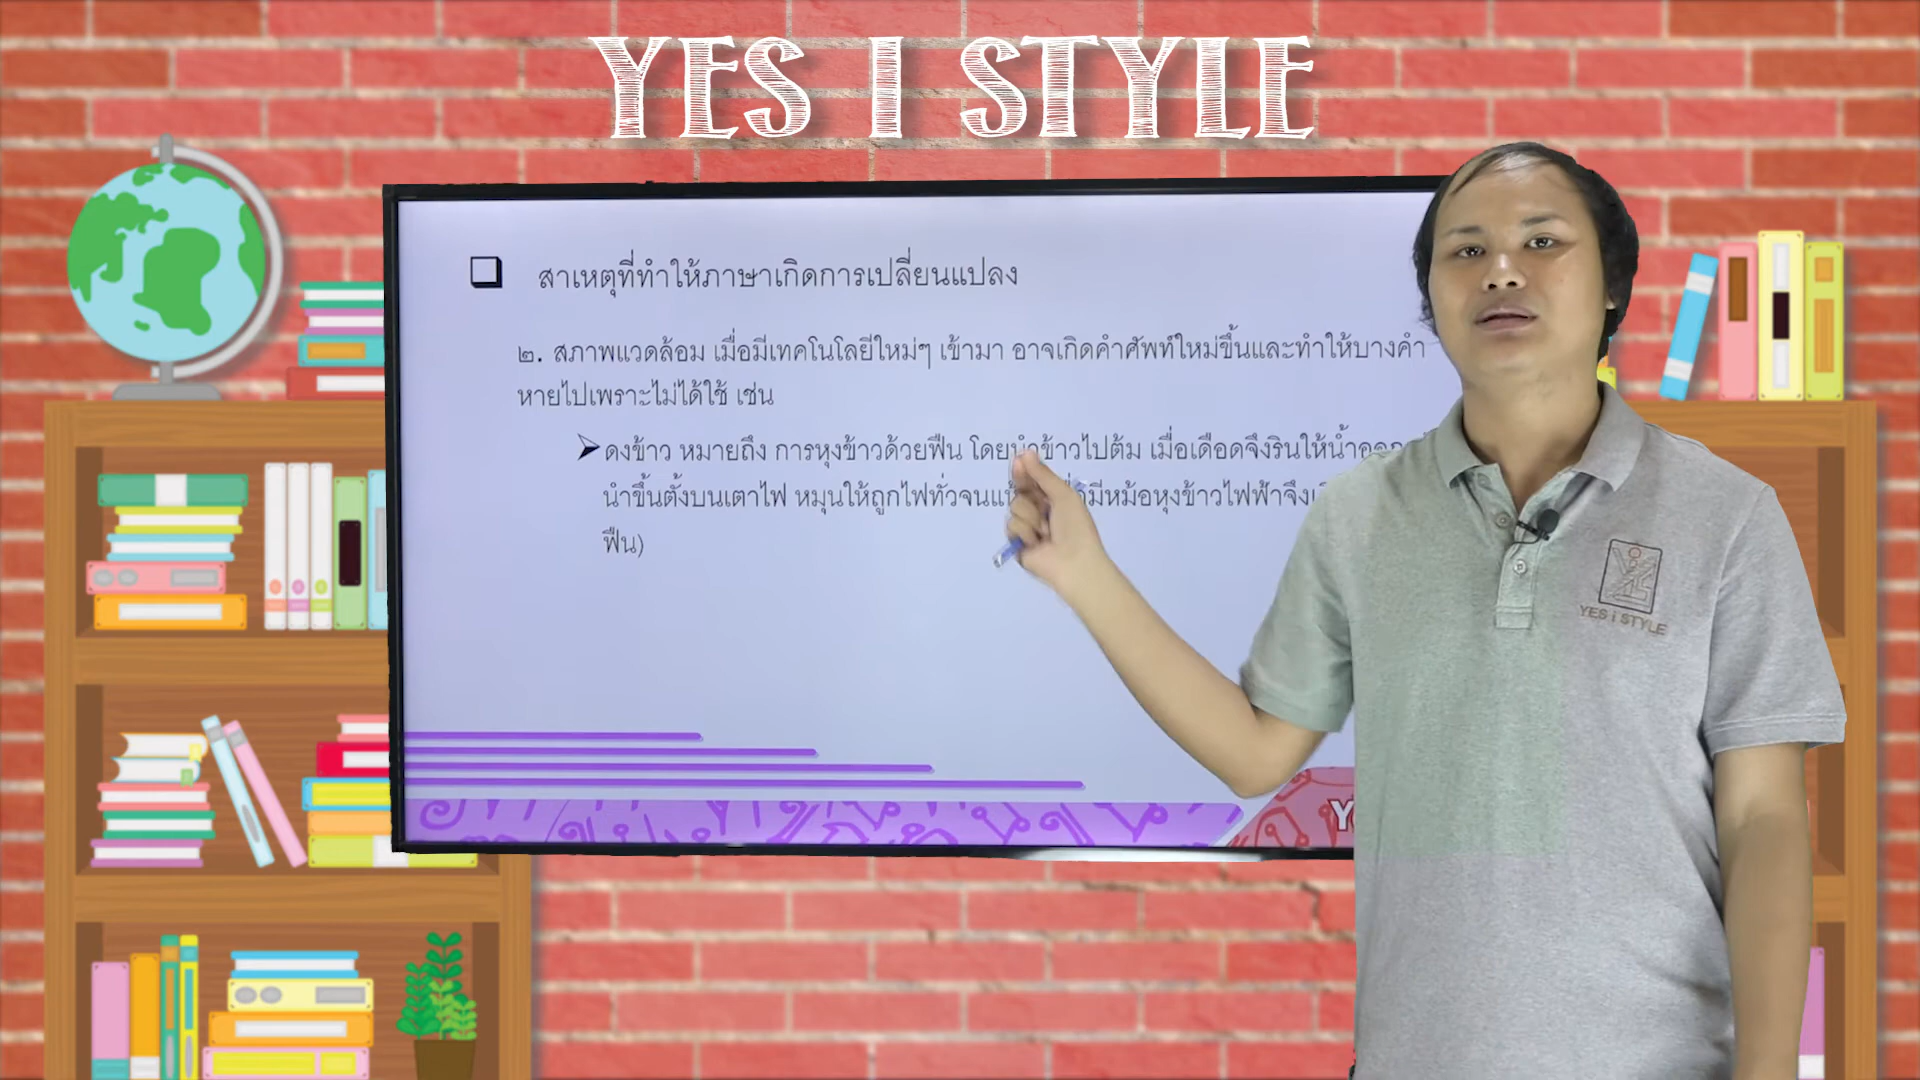 YES I STYLE
สาเหตุที่ทำให้ภาษาเกิดการเปลี่ยนแปลง
๒. สภาพแวดล้อม เมื่อมีเทคโนโลยีใหม่ๆ เข้ามา อาจเกิดคำศัพท์ใหม่ขึ้นและทำให้บางคำ
หายไปเพราะไม่ได้ใช้ เช่น
ดงข้าว หมายถึง การหุงข้าวด้วยฟืน โดยนำข้าวไปต้ม เมื่อเดือดจึงรินให้น้ำ
นำขึ้นตั้งบนเตาไฟ หมุนให้ถูกไฟทั่วจน มีหม้อหุงข้าวไฟฟ้าจึง
ฟืน)
YES i STYLE